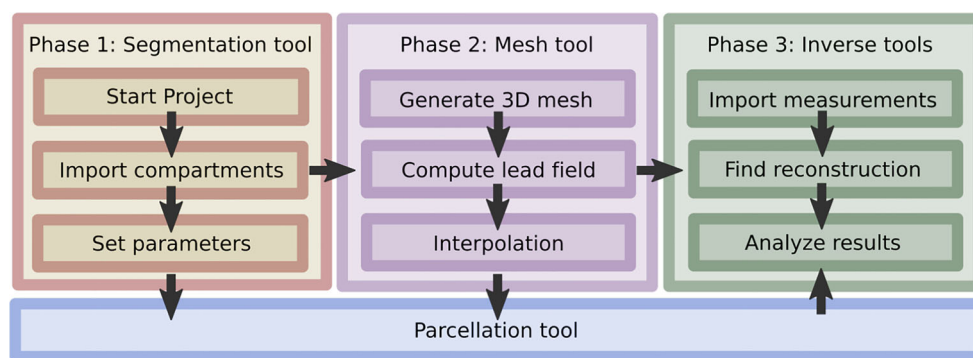 Phase 1: Segmentation tool
Start Project
Import compartments
Set parameters
Phase 2: Mesh tool
Generate 3D mesh
Compute lead field
Interpolation
Phase 3: Inverse tools
Import measurements
Find reconstruction
Analyze results
Parcellation tool